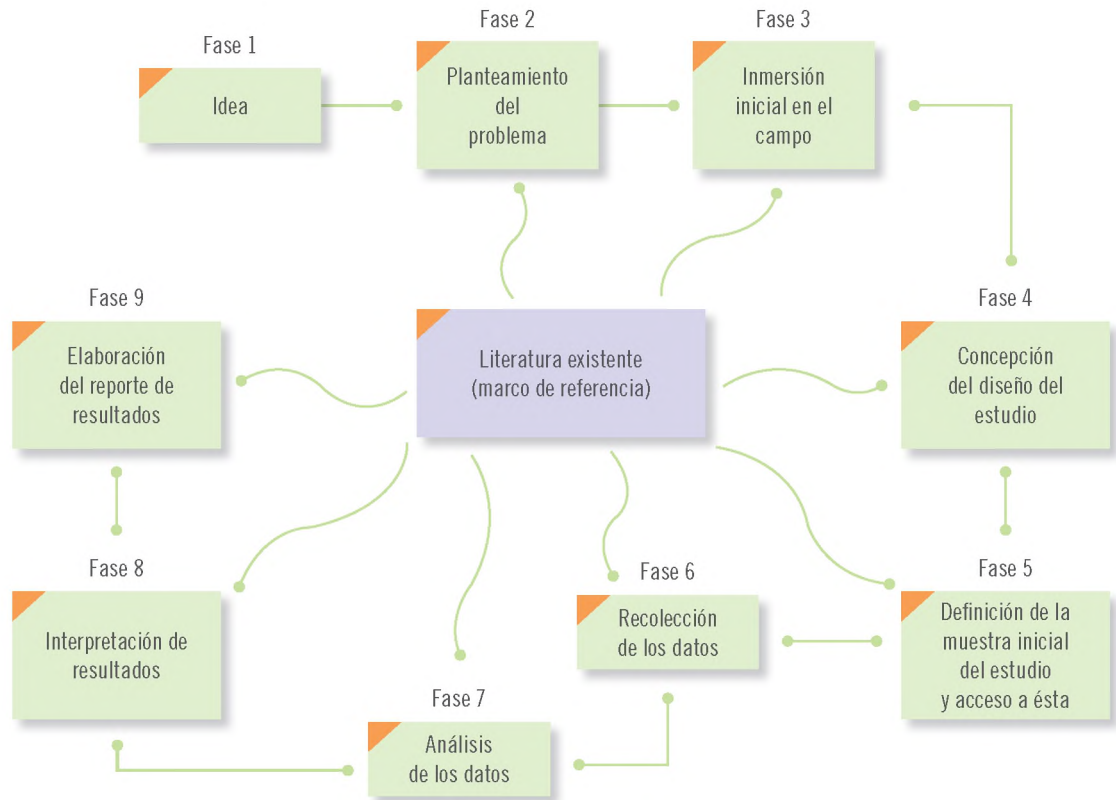 Fase 1
Idea
Fase 2
Planteamiento
del
problema
Fase 3
Inmersión
inicial en el
campo
Fase 4
Concepción
del diseño del
estudio
Fase 5
Definición de la
muestra inicial
del estudio
y acceso a ésta
Fase 6
Recolección
de los datos
Fase 7
Análisis
de los datos
Fase 8
Interpretación de
resultados
Fase 9
Elaboración
del reporte de
resultados
Literatura existente
(marco de referencia)